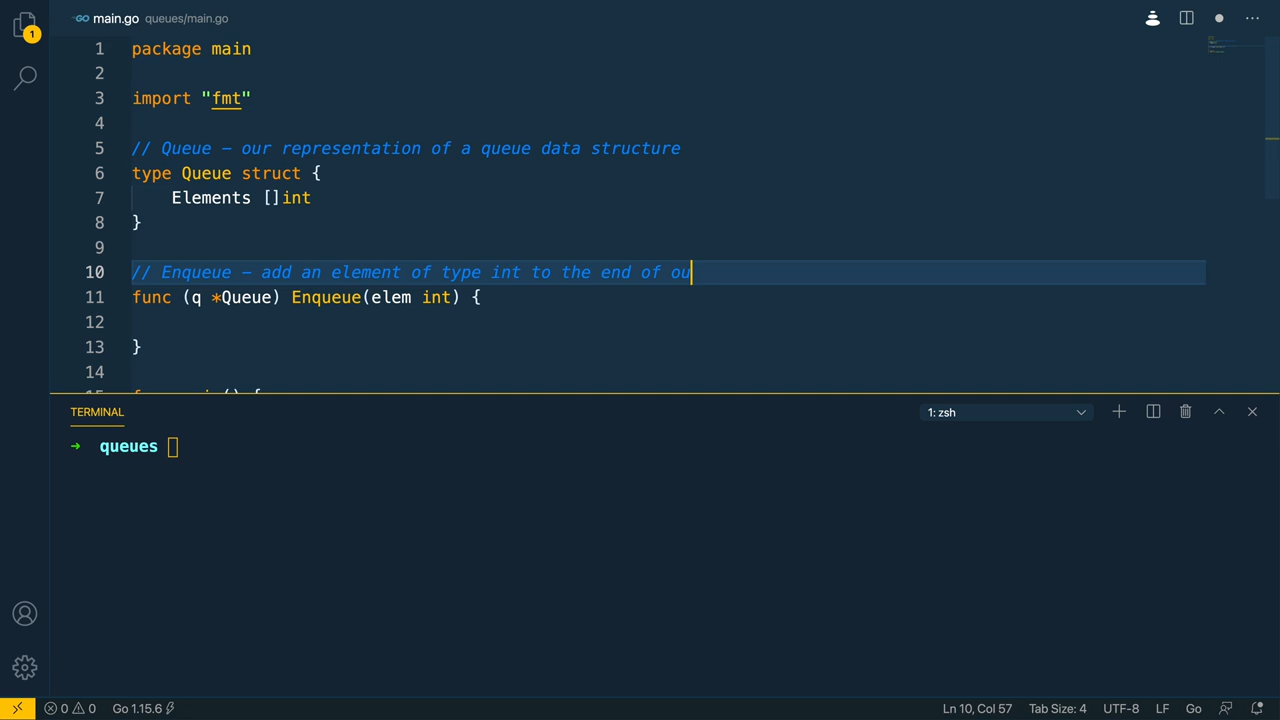 GO main.go queues/main.go
1
1 package main
2
3 import "fmt"
4
5 // Queue – our representation of a queue data structure
6 type Queue struct {
7 Elements []int
8 }
9
10 // Enqueue – add an element of type int to the end of ou
11 func (q *Queue) Enqueue(elem int) {
12
13 }
14
TERMINAL 1: zsh
→ queues
0 0 Go 1.15.6 Ln 10, Col 57 Tab Size: 4 UTF-8 LF Go